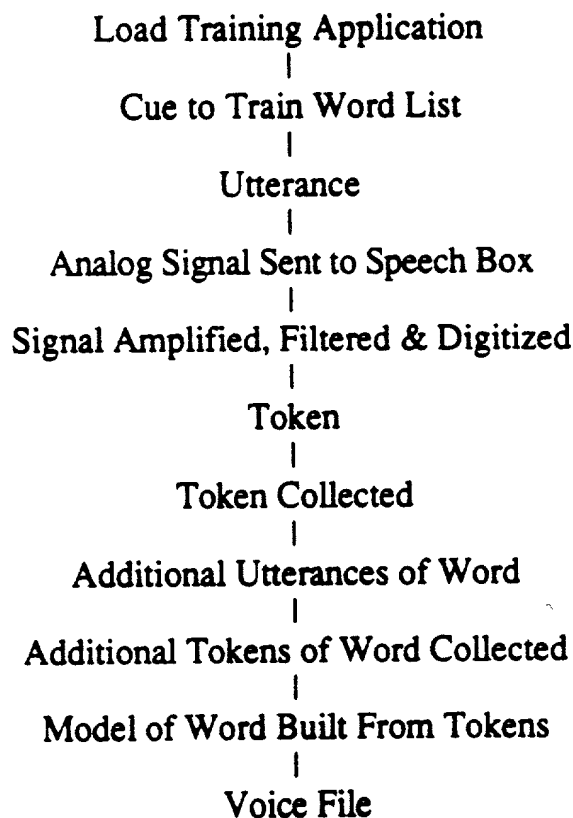 Load Training Application
Cue to Train Word List
Utterance
Analog Signal Sent to Speech Box
Signal Amplified, Filtered & Digitized
Token
Token Collected
Additional Utterances of Word
Additional Tokens of Word Collected
Model of Word Built From Tokens
Voice File